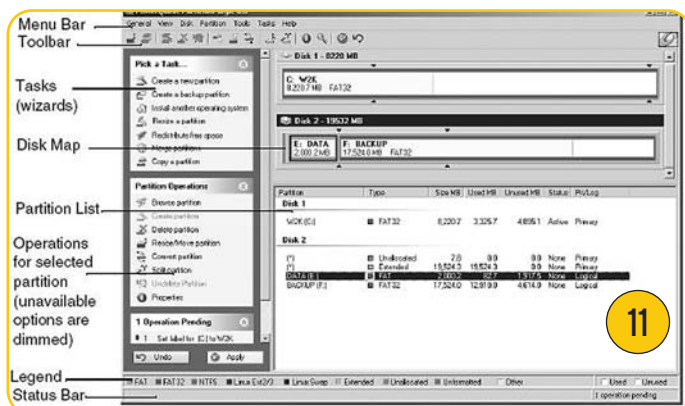 Menu Bar
General View Disk Partition Tools Tasks Help
Toolbar
Tasks
(wizards)
Disk Map
Partition List
Operations
for selected
partition
(unavailable
options are
dimmed)
Legend
Status Bar
Pick a Task...
Create a new partition
Create a backup partition
Install another operating system
Resize a partition
Redistribute free space
Merge partitions
Copy a partition
Partition Operations
Browse partition
Create partition
Delete partition
Resize/Move partition
Convert partition
Split partition
Undelete Partition
Properties
1 Operation Pending
1 Set label for (C:) to W2K
Undo Apply
Disk 1 - 8220 MB
C: W2K
8,220.7 MB FAT32
Disk 2 - 19532 MB
E: DATA F: BACKUP
2,000.2 MB 17,524.0 MB FAT32
Partition Type Size MB Used MB Unused MB Status Pri/Log
Disk 1
W2K (C:) FAT32 8,220.7 3,325.7 4,895.1 Active Primary
Disk 2
(*) Unallocated 7.8 0.0 0.0 None Primary
(*) Extended 19,524.3 19,524.3 0.0 None Primary
DATA (E:) FAT 2,000.2 82.7 1,917.5 None Logical
BACKUP (F:) FAT32 17,524.0 12,910.0 4,614.0 None Logical
11
FAT FAT32 NTFS Linux Ext2/3 Linux Swap Extended Unallocated Unformatted Other Used Unused
1 operation pending